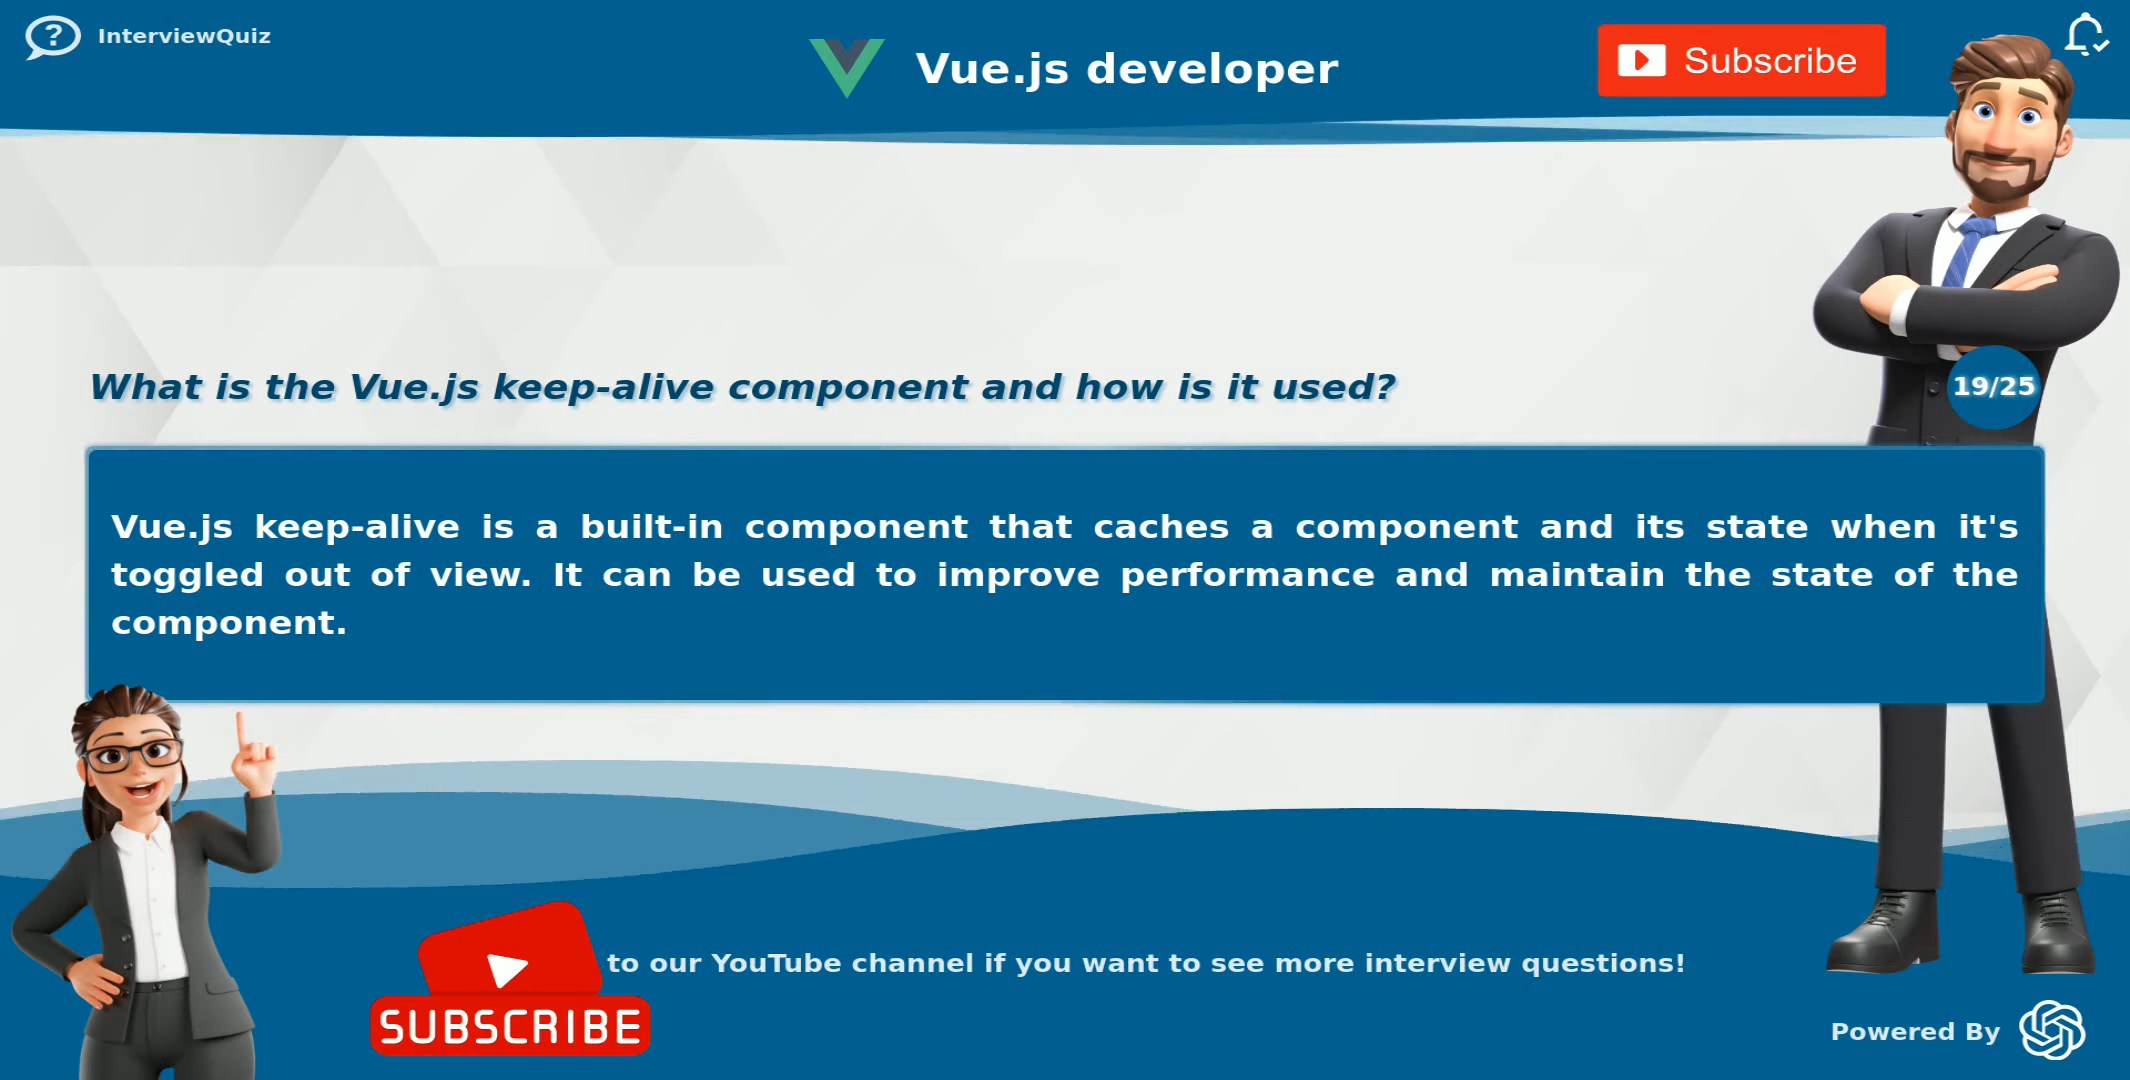 InterviewQuiz
Vue.js developer
Subscribe
What is the Vue.js keep-alive component and how is it used?
19/25
Vue.js keep-alive is a built-in component that caches a component and its state when it's
toggled out of view. It can be used to improve performance and maintain the state of the
component.
to our YouTube channel if you want to see more interview questions!
SUBSCRIBE
Powered By